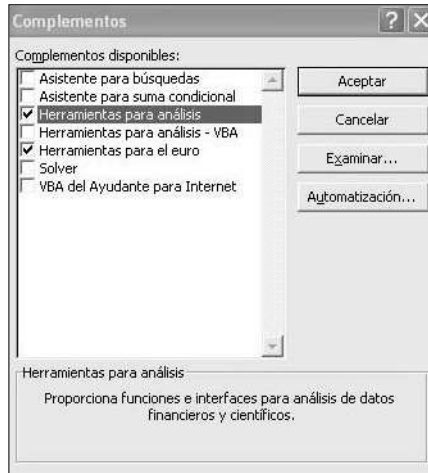 Complementos
Complementos disponibles:
Asistente para búsquedas
Asistente para suma condicional
Herramientas para análisis
Herramientas para análisis - VBA
Herramientas para el euro
Solver
VBA del Ayudante para Internet
Aceptar
Cancelar
Examinar...
Automatización...
Herramientas para análisis
Proporciona funciones e interfaces para análisis de datos
financieros y científicos.